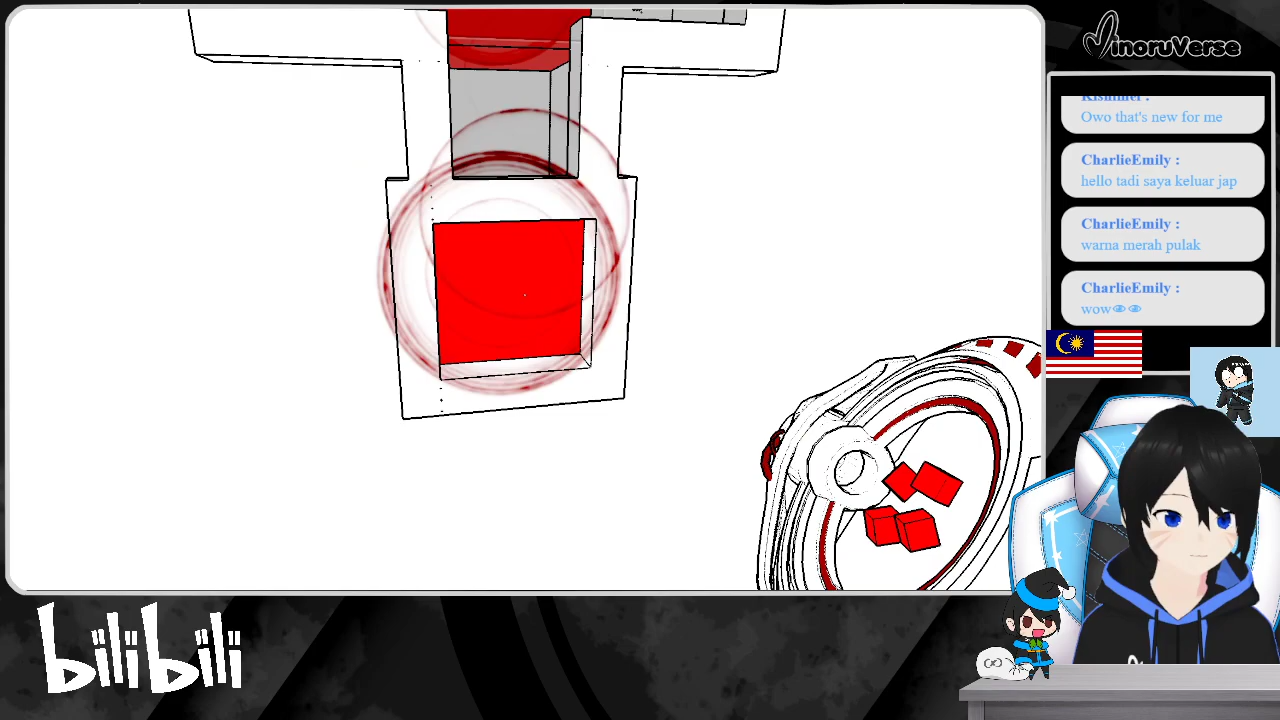 MinoruVerse
Kishinei :
Owo that's new for me
CharlieEmily :
hello tadi saya keluar jap
CharlieEmily :
warna merah pulak
CharlieEmily :
wow👁👁
bilibili